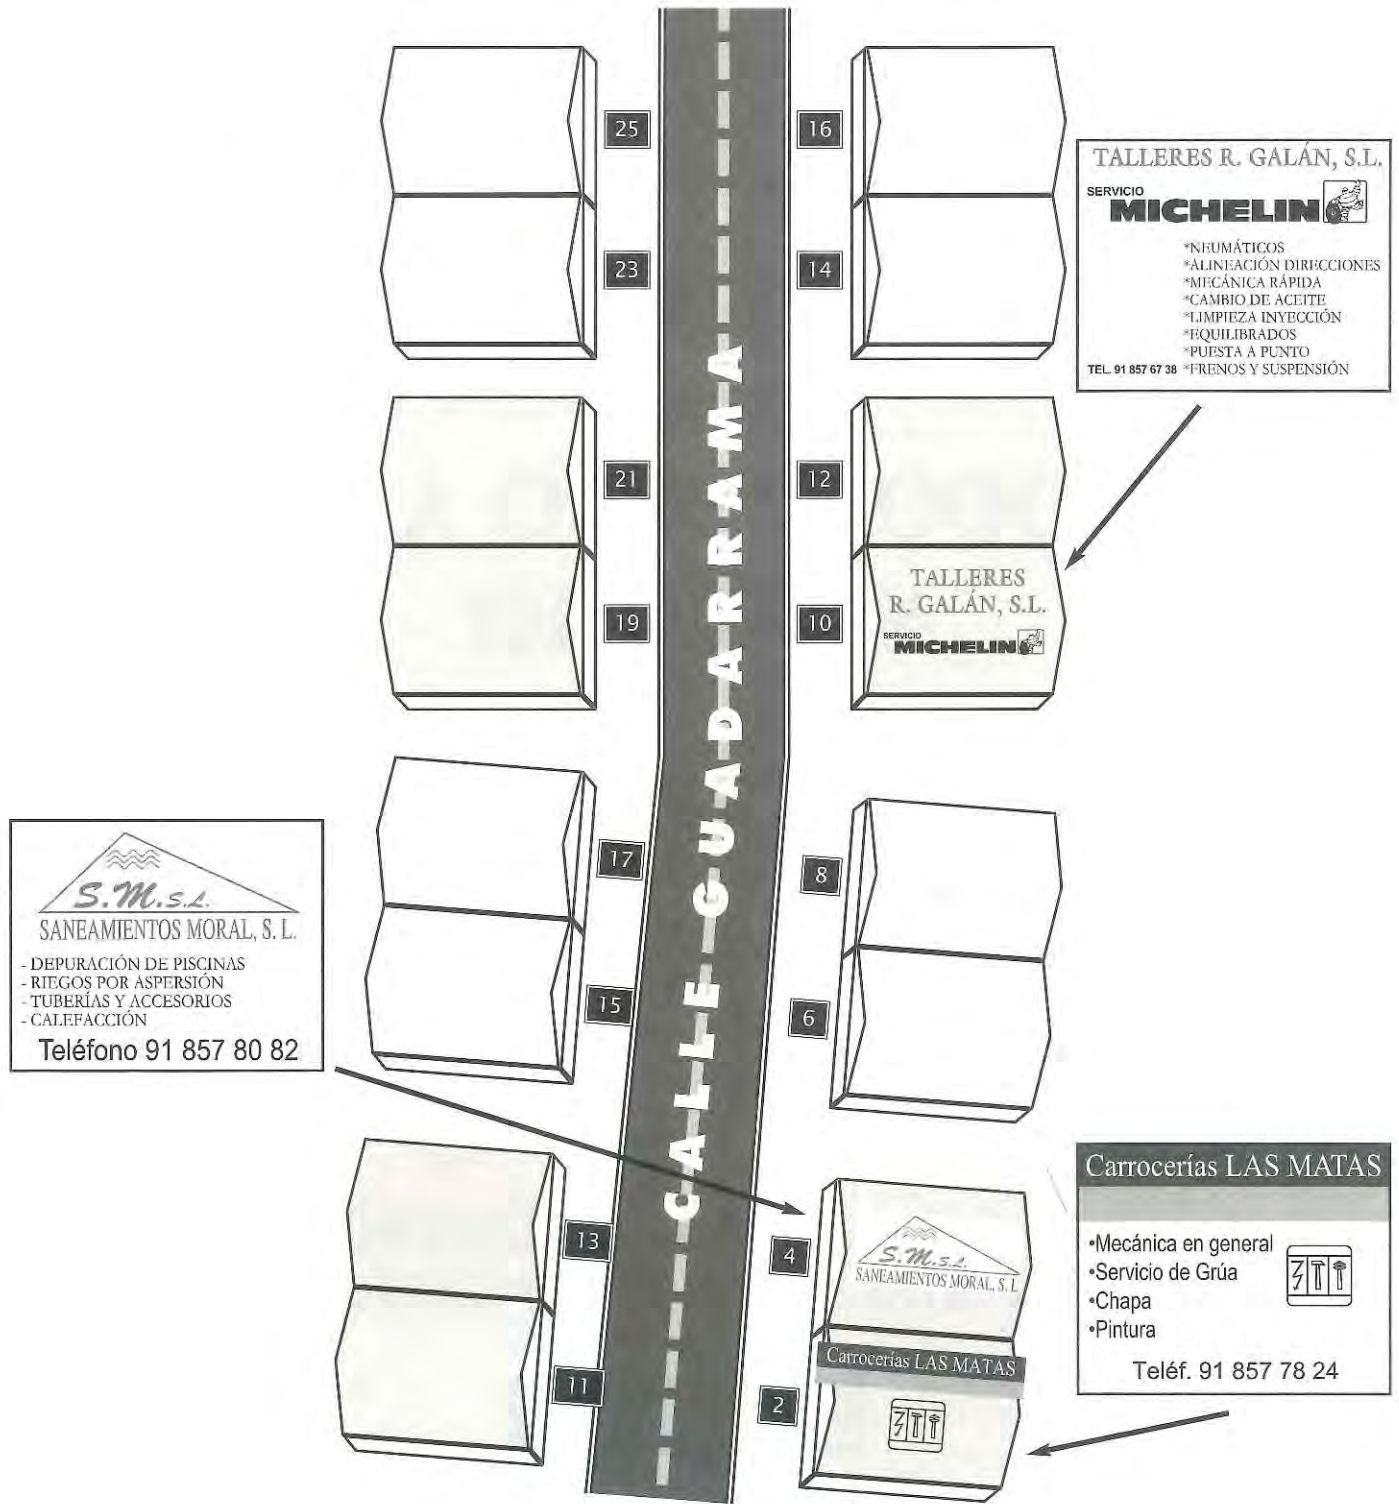 25
16
TALLERES R. GALÁN, S.L.
SERVICIO
MICHELIN
*NEUMÁTICOS
*ALINEACIÓN DIRECCIONES
*MECÁNICA RÁPIDA
*CAMBIO DE ACEITE
*LIMPIEZA INYECCIÓN
*EQUILIBRADOS
*PUESTA A PUNTO
TEL. 91 857 67 38 *FRENOS Y SUSPENSIÓN
23
14
21
12
19
10
TALLERES
R. GALÁN, S.L.
SERVICIO
MICHELIN
CALLE GUADARRAMA
17
8
S.M.S.L.
SANEAMIENTOS MORAL, S. L.
- DEPURACIÓN DE PISCINAS
- RIEGOS POR ASPERSIÓN
- TUBERÍAS Y ACCESORIOS
- CALEFACCIÓN
Teléfono 91 857 80 82
15
6
13
4
S.M.S.L.
SANEAMIENTOS MORAL, S. L
Carrocerías LAS MATAS
•Mecánica en general
•Servicio de Grúa
•Chapa
•Pintura
Teléf. 91 857 78 24
11
2
Carrocerías LAS MATAS